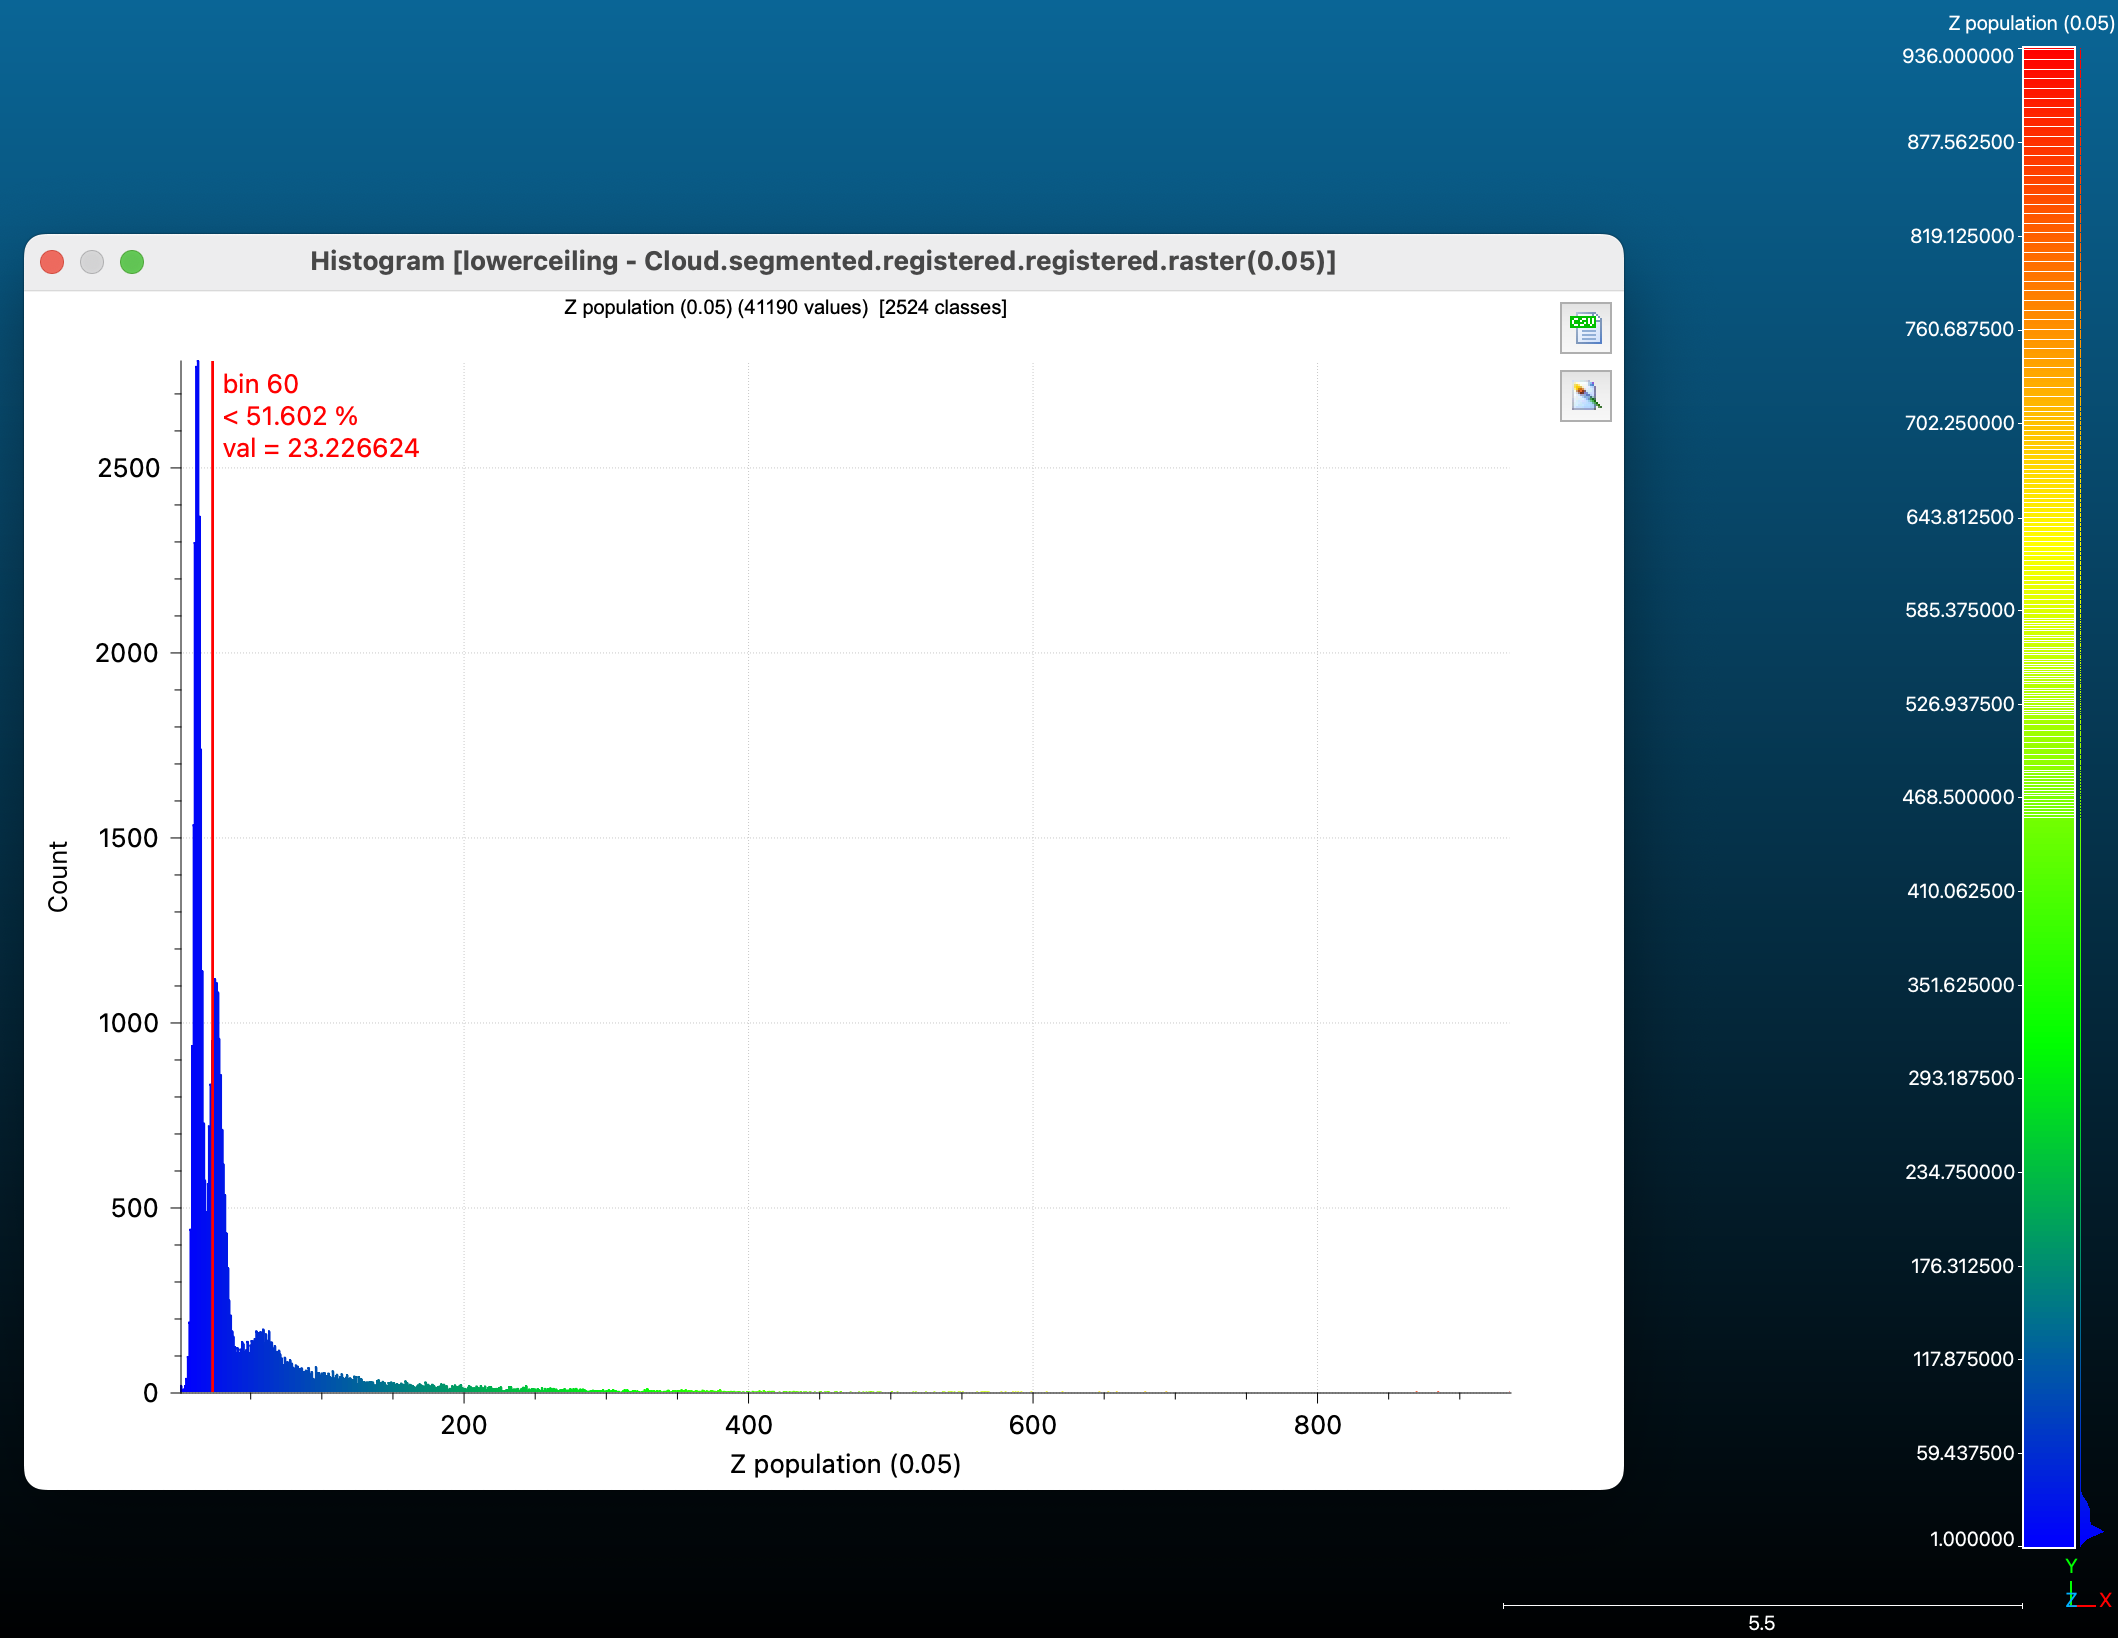 Z population (0.05)
936.000000
877.562500
819.125000
760.687500
702.250000
643.812500
585.375000
526.937500
468.500000
410.062500
351.625000
293.187500
234.750000
176.312500
117.875000
59.437500
1.000000
Histogram [lowerceiling - Cloud.segmented.registered.registered.raster(0.05)]
Z population (0.05) (41190 values) [2524 classes]
CSV
bin 60
< 51.602 %
val = 23.226624
2500
2000
1500
1000
500
0
Count
200 400 600 800
Z population (0.05)
Y
Z X
5.5